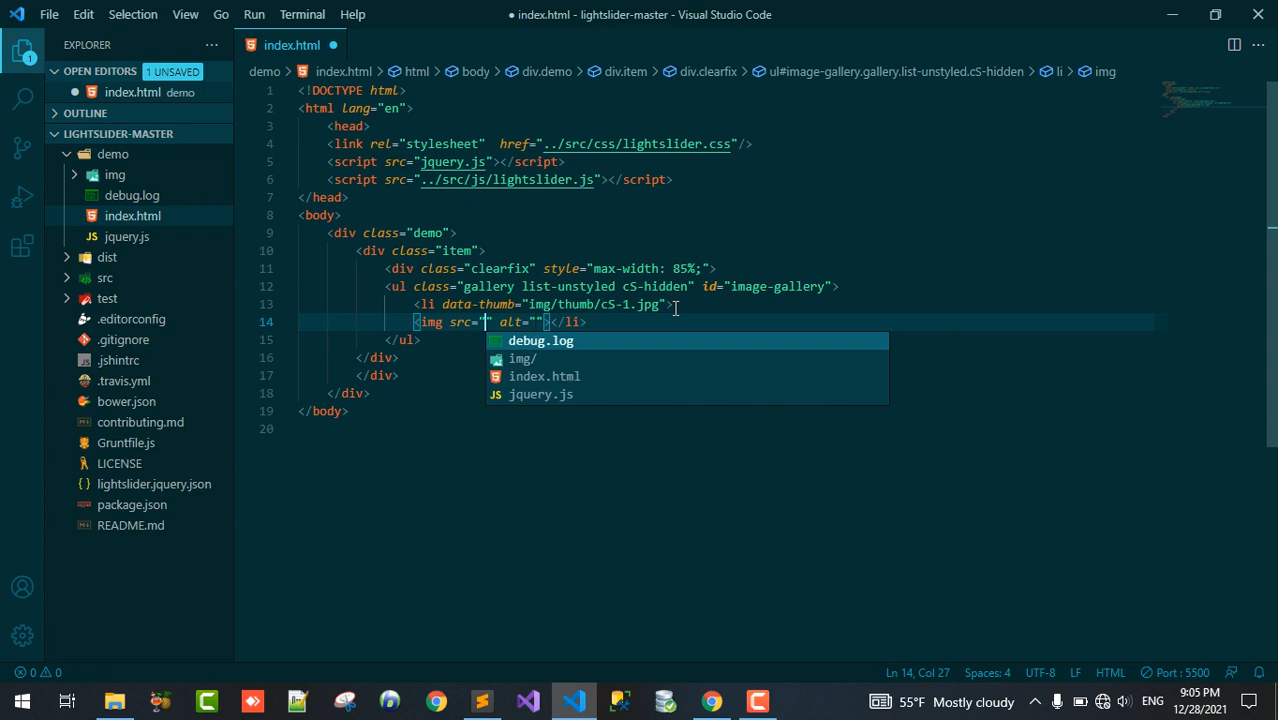 File Edit Selection View Go Run Terminal Help
● index.html - lightslider-master - Visual Studio Code
EXPLORER
index.html
OPEN EDITORS 1 UNSAVED
index.html demo
OUTLINE
LIGHTSLIDER-MASTER
demo
img
debug.log
index.html
JS jquery.js
dist
src
test
.editorconfig
.gitignore
.jshintrc
.travis.yml
bower.json
contributing.md
Gruntfile.js
LICENSE
lightslider.jquery.json
package.json
README.md
demo > index.html > html > body > div.demo > div.item > div.clearfix > ul#image-gallery.gallery.list-unstyled.cS-hidden > li > img
1 <!DOCTYPE html>
2 <html lang="en">
3 <head>
4 <link rel="stylesheet"  href="../src/css/lightslider.css"/>
5 <script src="jquery.js"></script>
6 <script src="../src/js/lightslider.js"></script>
7 </head>
8 <body>
9 <div class="demo">
10 <div class="item">
11 <div class="clearfix" style="max-width: 85%;">
12 <ul class="gallery list-unstyled cS-hidden" id="image-gallery">
13 <li data-thumb="img/thumb/cS-1.jpg">
14 <img src="" alt=""></li>
15 </ul>
16 </div>
17 </div>
18 </div>
19 </body>
20
debug.log
img/
index.html
JS jquery.js
1
0 0
Ln 14, Col 27 Spaces: 4 UTF-8 LF HTML Port : 5500
55°F Mostly cloudy ENG
9:05 PM
12/28/2021